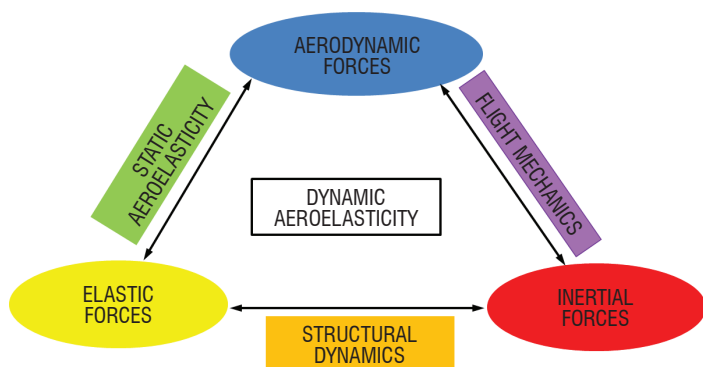 AERODYNAMIC
FORCES
STATIC
AEROELASTICITY
FLIGHT MECHANICS
DYNAMIC
AEROELASTICITY
ELASTIC
FORCES
INERTIAL
FORCES
STRUCTURAL
DYNAMICS